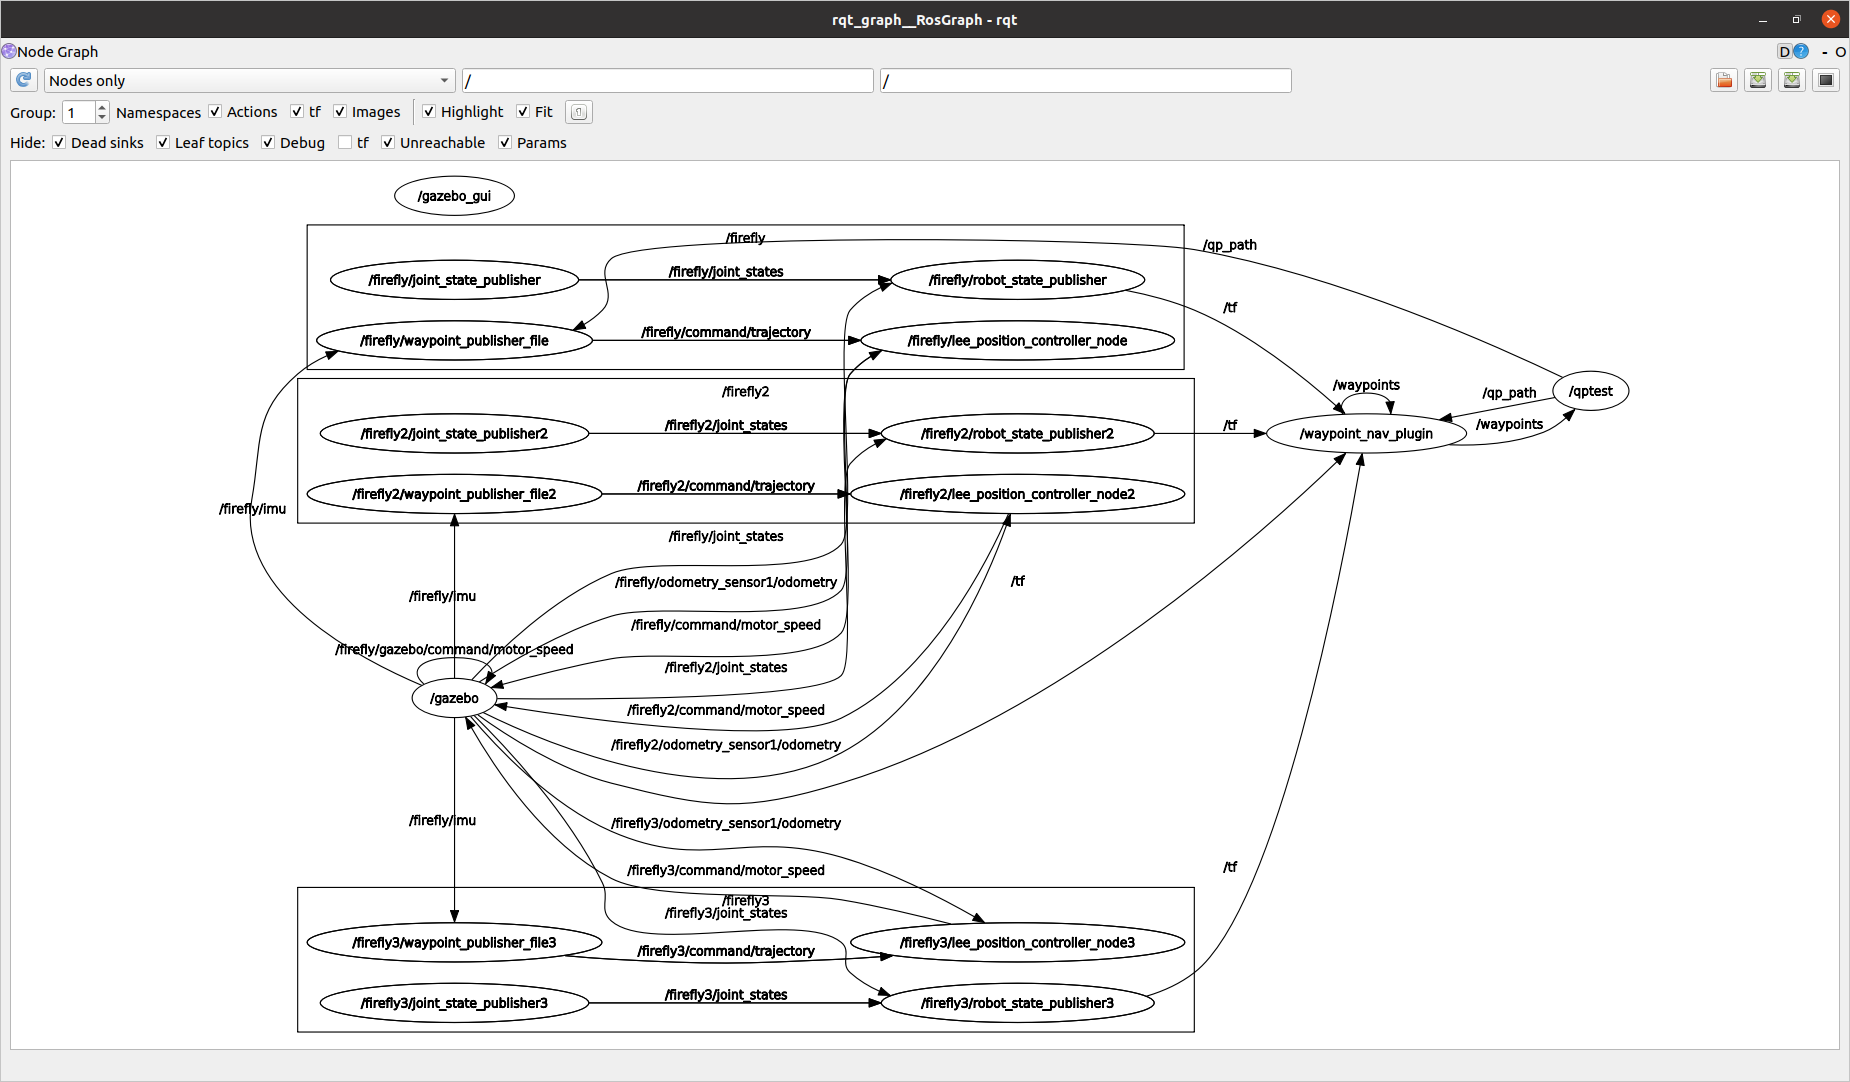 rqt_graph__RosGraph - rqt
Node Graph
D ? - O
Nodes only / /
Group: 1 Namespaces Actions tf Images Highlight Fit
Hide: Dead sinks Leaf topics Debug tf Unreachable Params
/gazebo_gui
/firefly
/qp_path
/firefly/joint_state_publisher
/firefly/joint_states
/firefly/robot_state_publisher
/tf
/firefly/waypoint_publisher_file
/firefly/command/trajectory
/firefly/lee_position_controller_node
/firefly2
/waypoints
/qp_path
/qptest
/firefly2/joint_state_publisher2
/firefly2/joint_states
/firefly2/robot_state_publisher2
/tf
/waypoint_nav_plugin
/waypoints
/firefly2/waypoint_publisher_file2
/firefly2/command/trajectory
/firefly2/lee_position_controller_node2
/firefly/imu
/firefly/joint_states
/firefly/odometry_sensor1/odometry
/tf
/firefly/imu
/firefly/command/motor_speed
/firefly/gazebo/command/motor_speed
/firefly2/joint_states
/gazebo
/firefly2/command/motor_speed
/firefly2/odometry_sensor1/odometry
/firefly/imu
/firefly3/odometry_sensor1/odometry
/firefly3/command/motor_speed
/tf
/firefly3
/firefly3/joint_states
/firefly3/waypoint_publisher_file3
/firefly3/command/trajectory
/firefly3/lee_position_controller_node3
/firefly3/joint_state_publisher3
/firefly3/joint_states
/firefly3/robot_state_publisher3